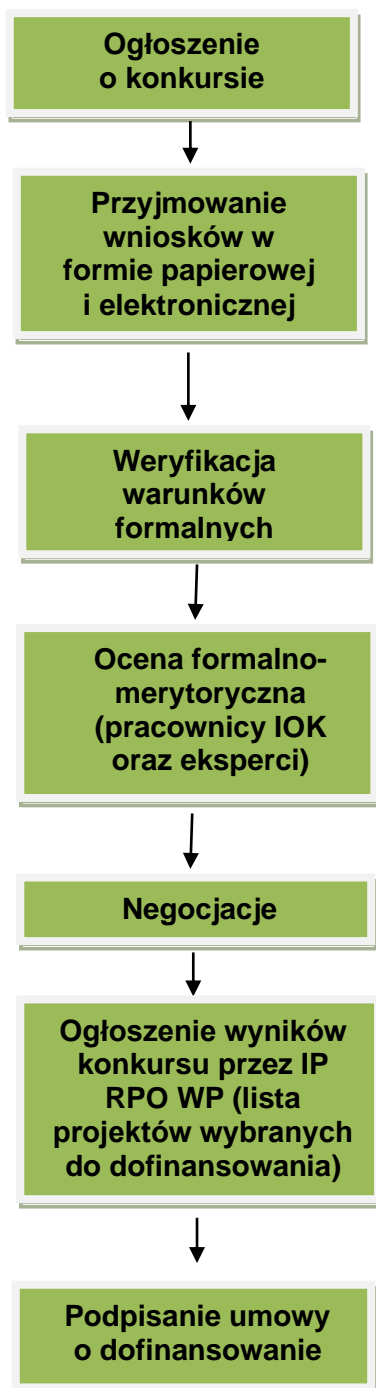 Ogłoszenie
o konkursie
Przyjmowanie
wniosków w
formie papierowej
i elektronicznej
Weryfikacja
warunków
formalnych
Ocena formalno-
merytoryczna
(pracownicy IOK
oraz eksperci)
Negocjacje
Ogłoszenie wyników
konkursu przez IP
RPO WP (lista
projektów wybranych
do dofinansowania)
Podpisanie umowy
o dofinansowanie